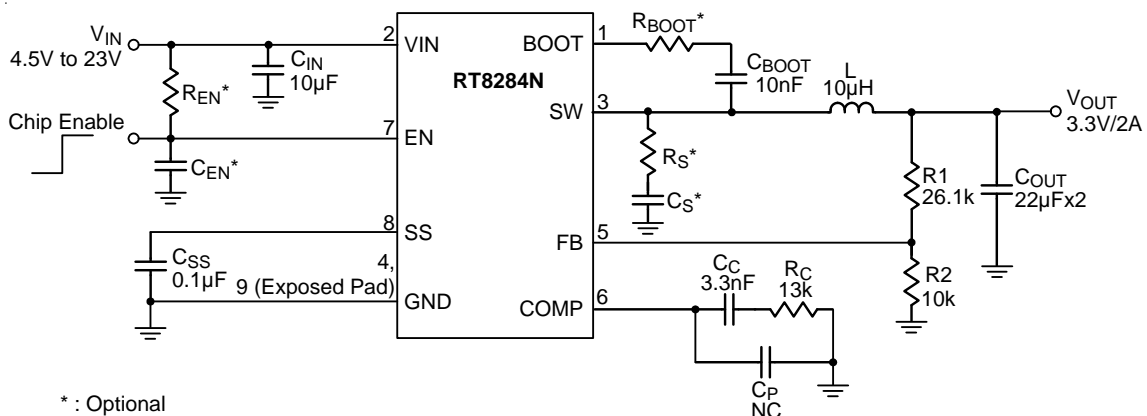 VIN
4.5V to 23V
2
VIN
CIN
10µF
REN*
Chip Enable
7
EN
CEN*
8
SS
CSS
0.1µF
4,
9 (Exposed Pad)
GND
RT8284N
BOOT
1
RBOOT*
CBOOT
10nF
SW
3
L
10µH
VOUT
3.3V/2A
RS*
CS*
R1
26.1k
COUT
22µFx2
FB
5
R2
10k
COMP
6
CC
3.3nF
RC
13k
CP
NC
* : Optional